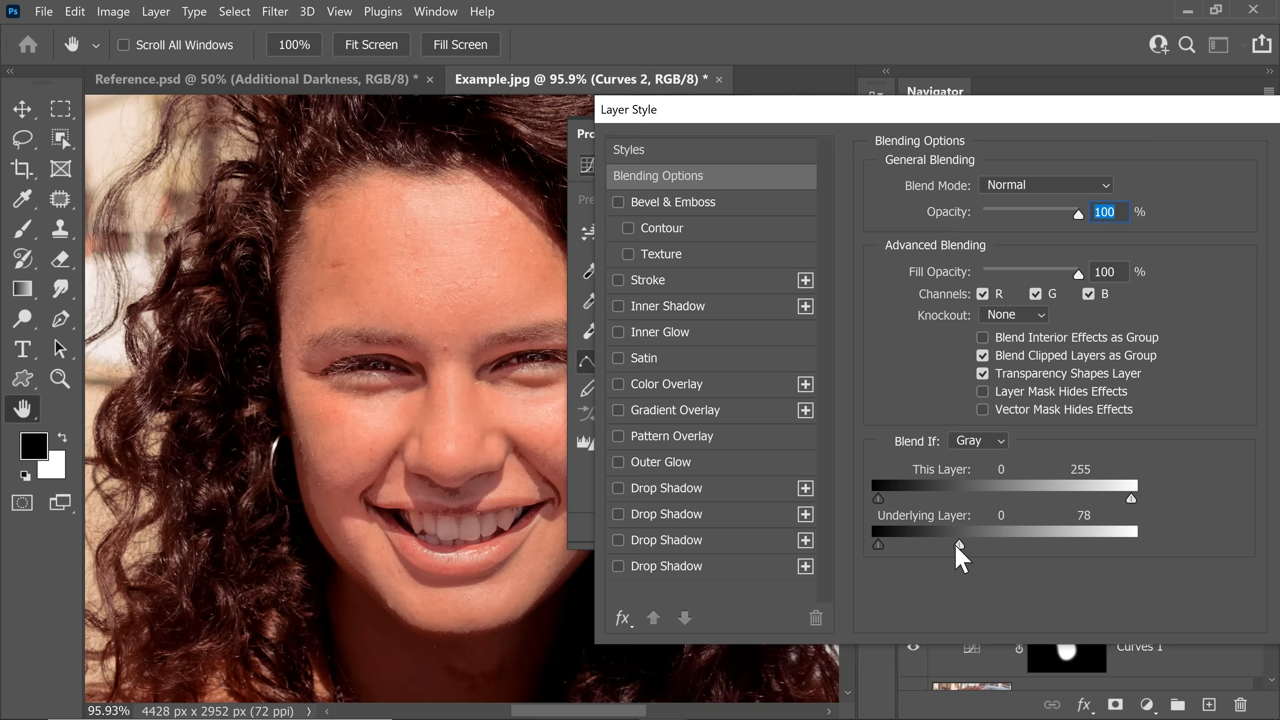 Ps File Edit Image Layer Type Select Filter 3D View Plugins Window Help
Scroll All Windows 100% Fit Screen Fill Screen
Reference.psd @ 50% (Additional Darkness, RGB/8) * × Example.jpg @ 95.9% (Curves 2, RGB/8) * ×
Navigator
Layer Style
Pro
Pre
Styles
Blending Options
Bevel & Emboss
Contour
Texture
Stroke
Inner Shadow
Inner Glow
Satin
Color Overlay
Gradient Overlay
Pattern Overlay
Outer Glow
Drop Shadow
Drop Shadow
Drop Shadow
Drop Shadow
fx
Blending Options
General Blending
Blend Mode: Normal
Opacity: 100 %
Advanced Blending
Fill Opacity: 100 %
Channels: R G B
Knockout: None
Blend Interior Effects as Group
Blend Clipped Layers as Group
Transparency Shapes Layer
Layer Mask Hides Effects
Vector Mask Hides Effects
Blend If: Gray
This Layer: 0 255
Underlying Layer: 0 78
Curves 1
fx
95.93% 4428 px x 2952 px (72 ppi)